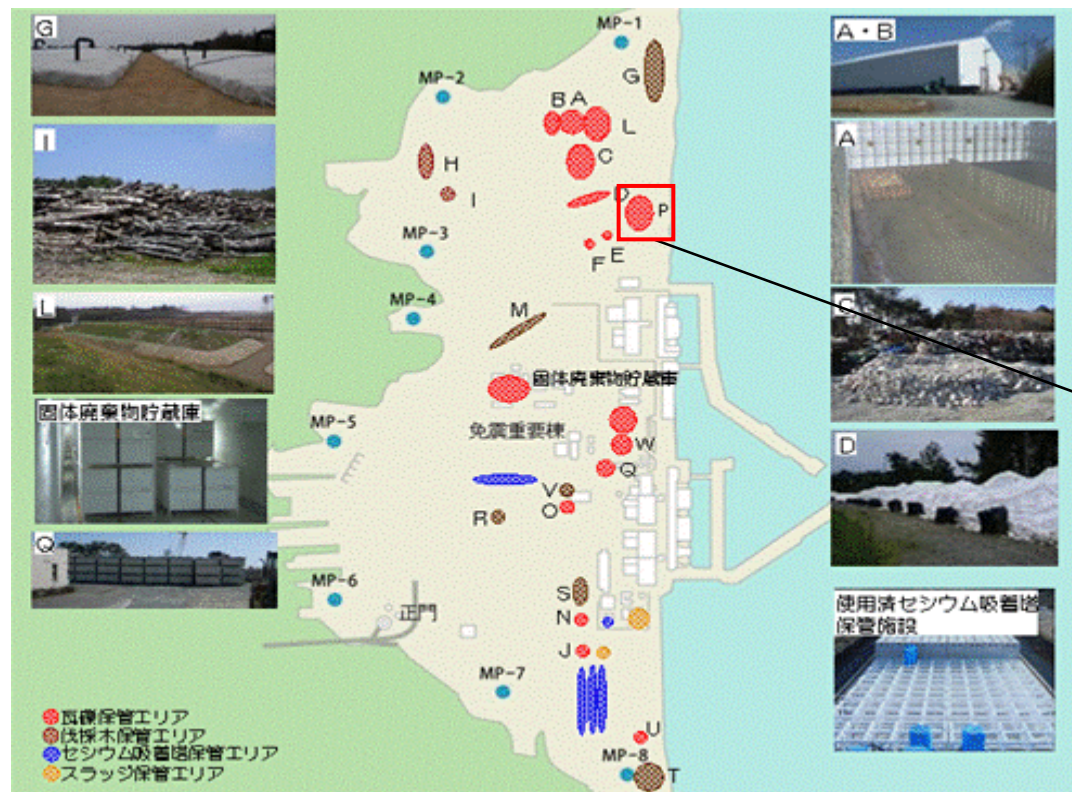 G
I
L
固体廃棄物貯蔵庫
Q
MP-1
G
MP-2
B
A
L
C
H
I
D
P
MP-3
E
F
MP-4
M
固体廃棄物貯蔵庫
MP-5
免震重要棟
W
Q
V
O
R
MP-6
正門
S
N
J
MP-7
U
MP-8
T
瓦礫保管エリア
伐採木保管エリア
セシウム吸着塔保管エリア
スラッジ保管エリア
A・B
A
C
D
使用済セシウム吸着塔
保管施設